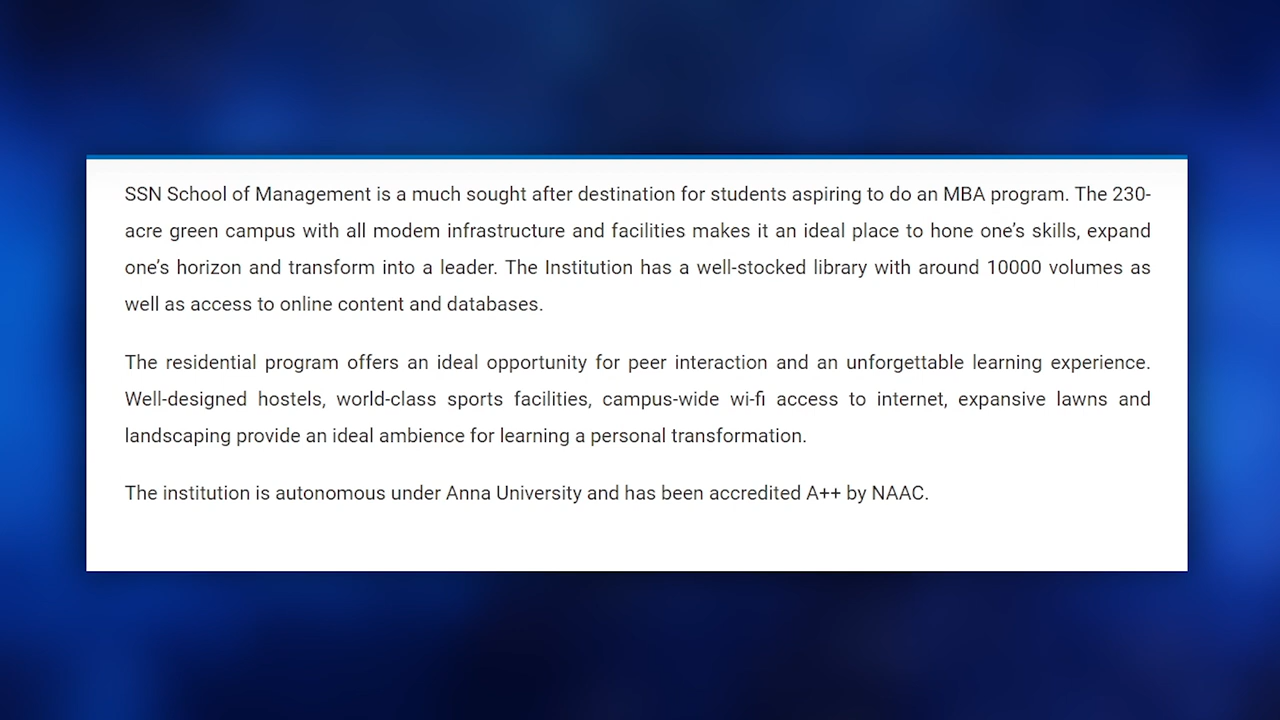 SSN School of Management is a much sought after destination for students aspiring to do an MBA program. The 230-
acre green campus with all modem infrastructure and facilities makes it an ideal place to hone one’s skills, expand
one’s horizon and transform into a leader. The Institution has a well-stocked library with around 10000 volumes as
well as access to online content and databases.
The residential program offers an ideal opportunity for peer interaction and an unforgettable learning experience.
Well-designed hostels, world-class sports facilities, campus-wide wi-fi access to internet, expansive lawns and
landscaping provide an ideal ambience for learning a personal transformation.
The institution is autonomous under Anna University and has been accredited A++ by NAAC.